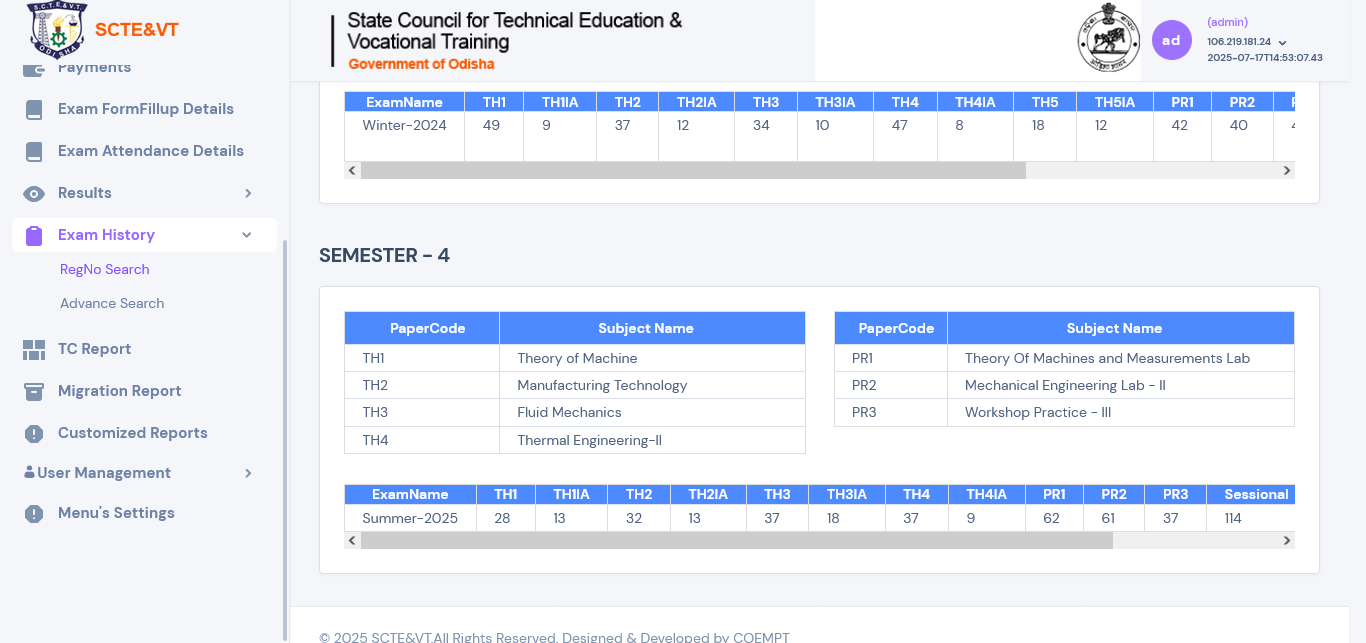 S.C.T.E.&V.T.
ODISHA
SCTE&VT
State Council for Technical Education &
Vocational Training
Government of Odisha
ad
(admin)
106.219.181.24
2025-07-17T14:53:07.43
Payments
Exam FormFillup Details
Exam Attendance Details
Results
Exam History
RegNo Search
Advance Search
TC Report
Migration Report
Customized Reports
User Management
Menu's Settings
ExamName TH1 TH1IA TH2 TH2IA TH3 TH3IA TH4 TH4IA TH5 TH5IA PR1 PR2
Winter-2024 49 9 37 12 34 10 47 8 18 12 42 40
SEMESTER - 4
PaperCode Subject Name
TH1 Theory of Machine
TH2 Manufacturing Technology
TH3 Fluid Mechanics
TH4 Thermal Engineering-II
PaperCode Subject Name
PR1 Theory Of Machines and Measurements Lab
PR2 Mechanical Engineering Lab - II
PR3 Workshop Practice - III
ExamName TH1 TH1IA TH2 TH2IA TH3 TH3IA TH4 TH4IA PR1 PR2 PR3 Sessional
Summer-2025 28 13 32 13 37 18 37 9 62 61 37 114
© 2025 SCTE&VT.All Rights Reserved. Designed & Developed by COEMPT